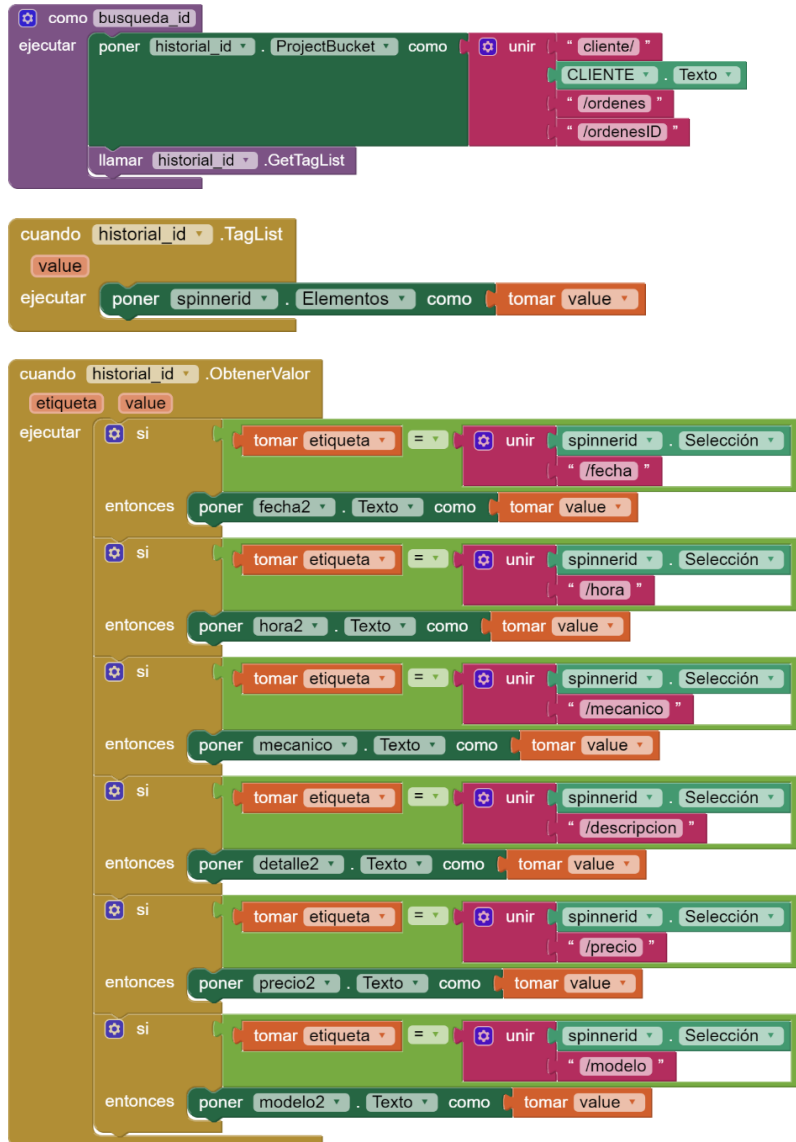 como busqueda_id
ejecutar poner historial_id . ProjectBucket como unir " cliente/ "
CLIENTE . Texto
" /ordenes "
" /ordenesID "
llamar historial_id .GetTagList
cuando historial_id .TagList
value
ejecutar poner spinnerid . Elementos como tomar value
cuando historial_id .ObtenerValor
etiqueta value
ejecutar si tomar etiqueta = unir spinnerid . Selección
" /fecha "
entonces poner fecha2 . Texto como tomar value
si tomar etiqueta = unir spinnerid . Selección
" /hora "
entonces poner hora2 . Texto como tomar value
si tomar etiqueta = unir spinnerid . Selección
" /mecanico "
entonces poner mecanico . Texto como tomar value
si tomar etiqueta = unir spinnerid . Selección
" /descripcion "
entonces poner detalle2 . Texto como tomar value
si tomar etiqueta = unir spinnerid . Selección
" /precio "
entonces poner precio2 . Texto como tomar value
si tomar etiqueta = unir spinnerid . Selección
" /modelo "
entonces poner modelo2 . Texto como tomar value